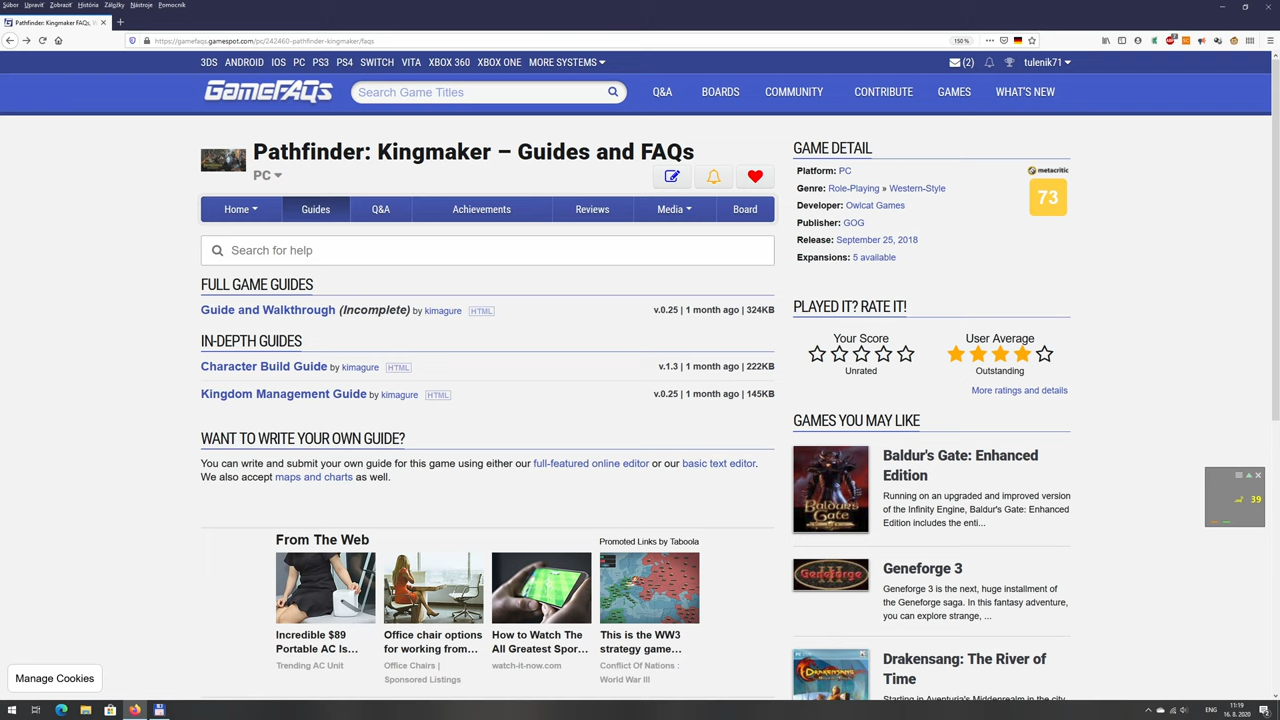 Súbor Upraviť Zobraziť História Záložky Nástroje Pomocník
Pathfinder: Kingmaker FAQs, W
https://gamefaqs.gamespot.com/pc/242460-pathfinder-kingmaker/faqs
150 %
3DS ANDROID IOS PC PS3 PS4 SWITCH VITA XBOX 360 XBOX ONE MORE SYSTEMS
(2) tulenik71
GameFAQs
Search Game Titles
Q&A BOARDS COMMUNITY CONTRIBUTE GAMES WHAT'S NEW
Pathfinder: Kingmaker – Guides and FAQs
PC
Home Guides Q&A Achievements Reviews Media Board
Search for help
FULL GAME GUIDES
Guide and Walkthrough (Incomplete) by kimagure HTML v.0.25 | 1 month ago | 324KB
IN-DEPTH GUIDES
Character Build Guide by kimagure HTML v.1.3 | 1 month ago | 222KB
Kingdom Management Guide by kimagure HTML v.0.25 | 1 month ago | 145KB
WANT TO WRITE YOUR OWN GUIDE?
You can write and submit your own guide for this game using either our full-featured online editor or our basic text editor.
We also accept maps and charts as well.
From The Web
Promoted Links by Taboola
Incredible $89
Portable AC Is...
Trending AC Unit
Office chair options
for working from...
Office Chairs |
Sponsored Listings
How to Watch The
All Greatest Spor...
watch-it-now.com
This is the WW3
strategy game...
Conflict Of Nations :
World War III
GAME DETAIL
Platform: PC
Genre: Role-Playing » Western-Style
Developer: Owlcat Games
Publisher: GOG
Release: September 25, 2018
Expansions: 5 available
metacritic
73
PLAYED IT? RATE IT!
Your Score
Unrated
User Average
Outstanding
More ratings and details
GAMES YOU MAY LIKE
BALDUR'S GATE
Baldur's Gate: Enhanced
Edition
Running on an upgraded and improved version
of the Infinity Engine, Baldur's Gate: Enhanced
Edition includes the enti...
Geneforge III
Geneforge 3
Geneforge 3 is the next, huge installment of
the Geneforge saga. In this fantasy adventure,
you can explore strange, ...
DRAKENSANG
Drakensang: The River of
Time
Starting in Aventuria's Middenrealm in the city
39
Manage Cookies
ENG
11:19
16. 8. 2020